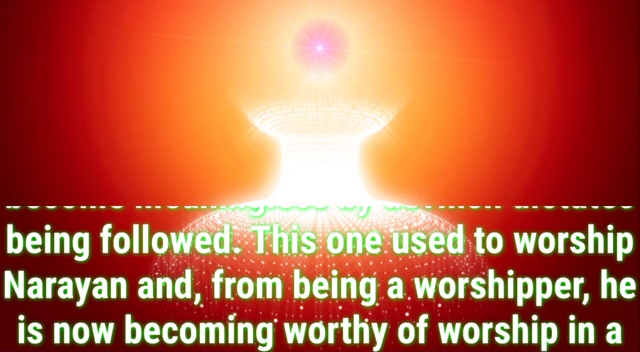 being followed. This one used to worship
Narayan and, from being a worshipper, he
is now becoming worthy of worship in a